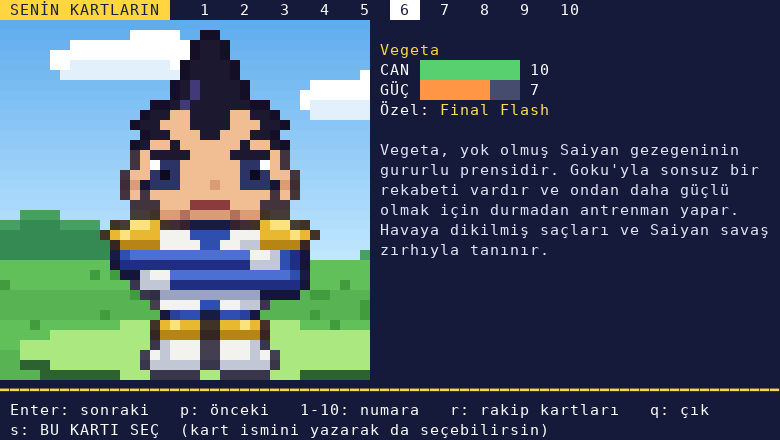 SENİN KARTLARIN 1 2 3 4 5 6 7 8 9 10
Vegeta
CAN 10
GÜÇ 7
Özel: Final Flash
Vegeta, yok olmuş Saiyan gezegeninin
gururlu prensidir. Goku'yla sonsuz bir
rekabeti vardır ve ondan daha güçlü
olmak için durmadan antrenman yapar.
Havaya dikilmiş saçları ve Saiyan savaş
zırhıyla tanınır.
Enter: sonraki p: önceki 1-10: numara r: rakip kartları q: çık
s: BU KARTI SEÇ (kart ismini yazarak da seçebilirsin)